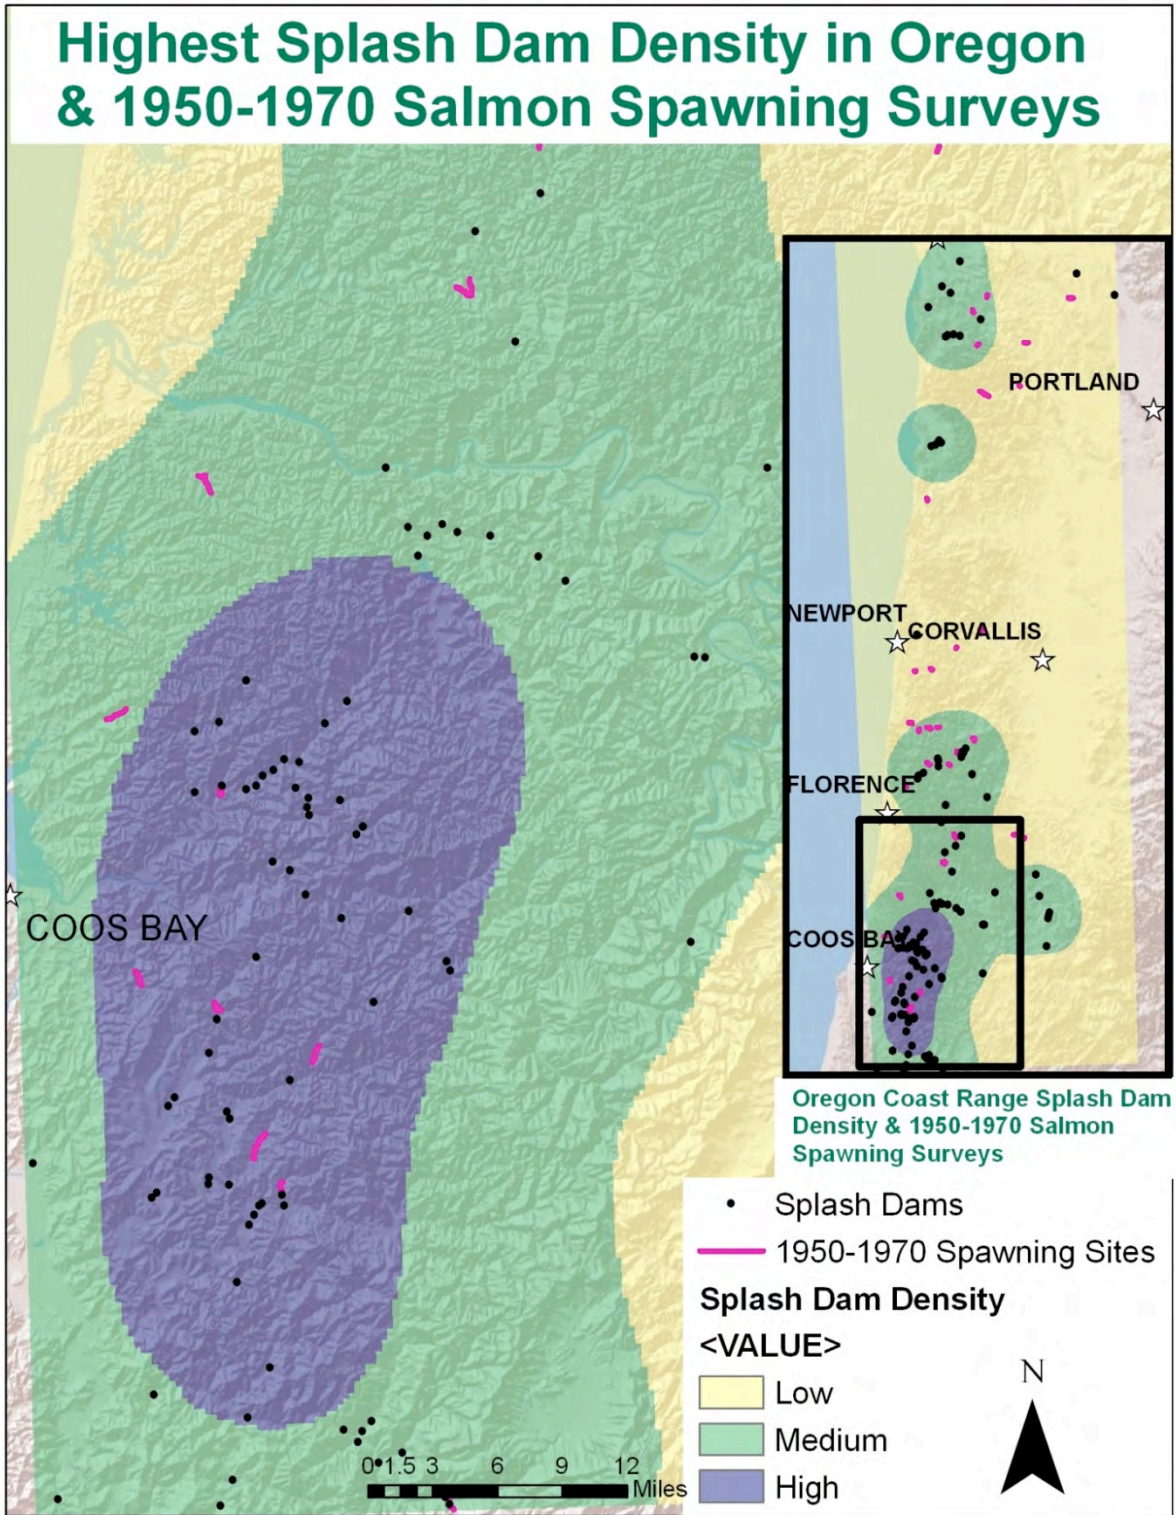 Highest Splash Dam Density in Oregon
& 1950-1970 Salmon Spawning Surveys
PORTLAND
NEWPORT
CORVALLIS
FLORENCE
COOS BAY
COOS BAY
Oregon Coast Range Splash Dam
Density & 1950-1970 Salmon
Spawning Surveys
Splash Dams
1950-1970 Spawning Sites
Splash Dam Density
<VALUE>
Low
Medium
High
N
0 1.5 3 6 9 12
Miles